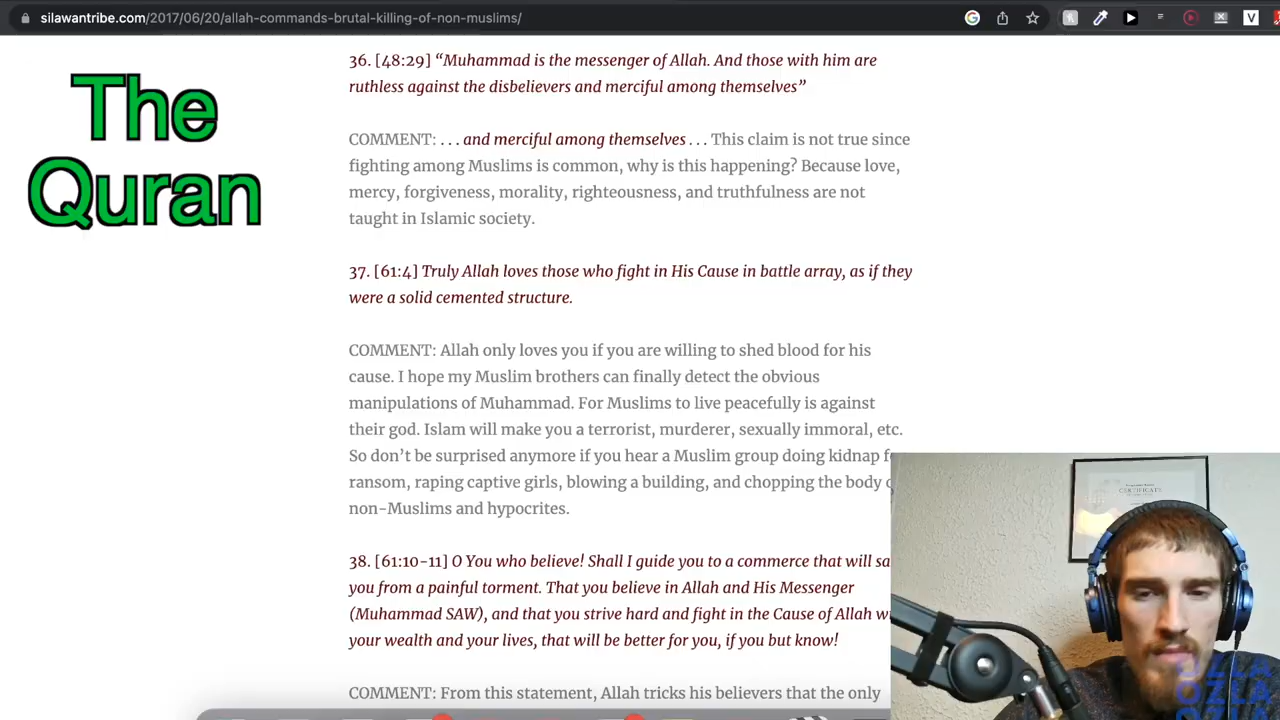 silawantribe.com/2017/06/20/allah-commands-brutal-killing-of-non-muslims/
The
Quran
36. [48:29] “Muhammad is the messenger of Allah. And those with him are
ruthless against the disbelievers and merciful among themselves”
COMMENT: . . . and merciful among themselves . . . This claim is not true since
fighting among Muslims is common, why is this happening? Because love,
mercy, forgiveness, morality, righteousness, and truthfulness are not
taught in Islamic society.
37. [61:4] Truly Allah loves those who fight in His Cause in battle array, as if they
were a solid cemented structure.
COMMENT: Allah only loves you if you are willing to shed blood for his
cause. I hope my Muslim brothers can finally detect the obvious
manipulations of Muhammad. For Muslims to live peacefully is against
their god. Islam will make you a terrorist, murderer, sexually immoral, etc.
So don’t be surprised anymore if you hear a Muslim group doing kidnap
ransom, raping captive girls, blowing a building, and chopping the body
non-Muslims and hypocrites.
38. [61:10-11] O You who believe! Shall I guide you to a commerce that will
you from a painful torment. That you believe in Allah and His Messenger
(Muhammad SAW), and that you strive hard and fight in the Cause of Allah
your wealth and your lives, that will be better for you, if you but know!
COMMENT: From this statement, Allah tricks his believers that the only
CERTIFICATE
OZLA
OZLA
OZLA